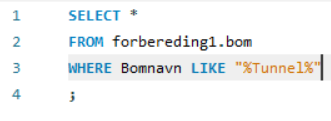 1 SELECT *
2 FROM forbereding1.bom
3 WHERE Bomnavn LIKE "%Tunnel%"
4 ;